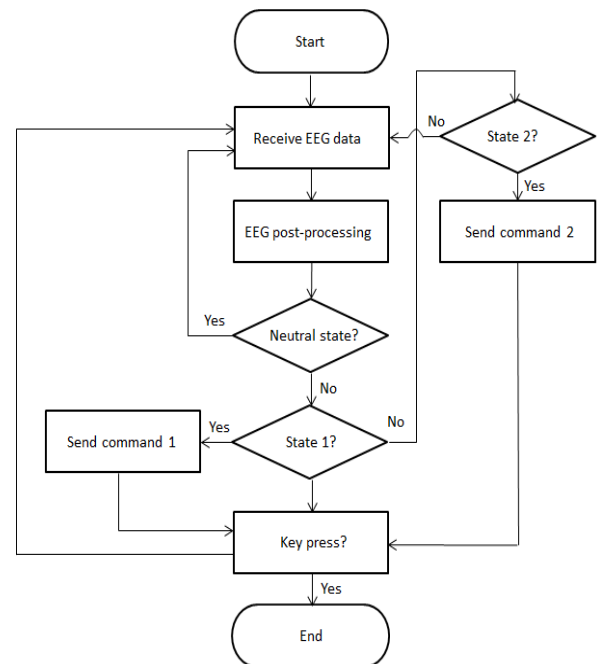 Start
Receive EEG data
No
State 2?
Yes
EEG post-processing
Send command 2
Yes
Neutral state?
No
Send command 1
Yes
State 1?
No
Key press?
Yes
End